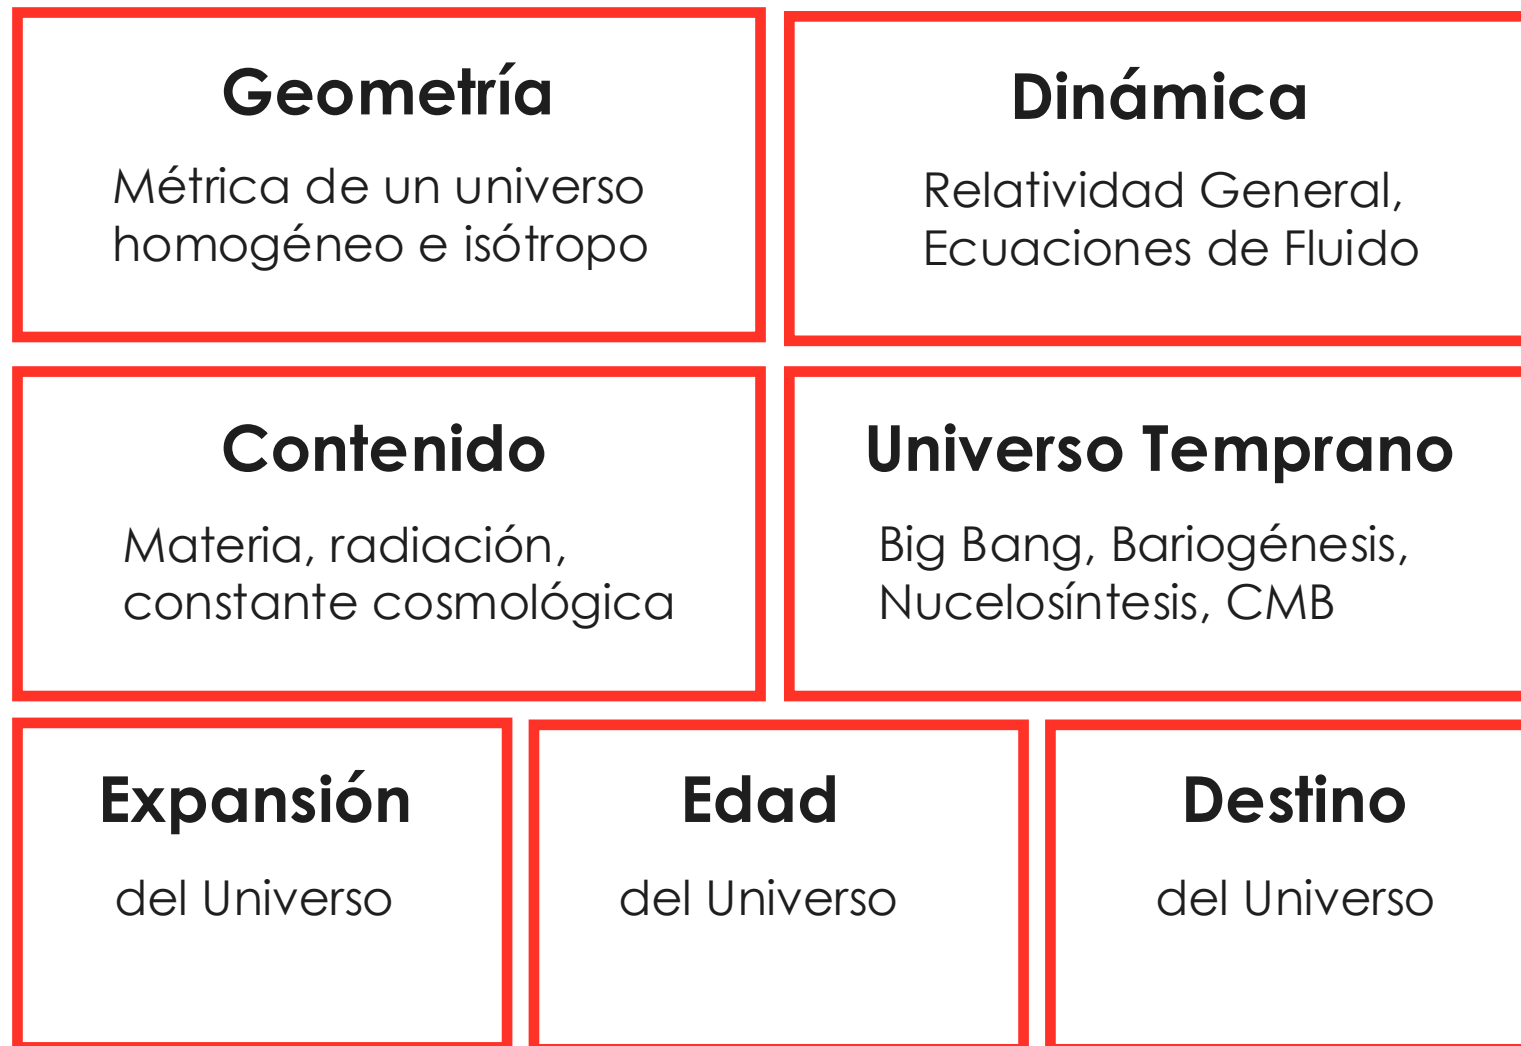 Geometría
Métrica de un universo
homogéneo e isótropo
Dinámica
Relatividad General,
Ecuaciones de Fluido
Contenido
Materia, radiación,
constante cosmológica
Universo Temprano
Big Bang, Bariogénesis,
Nucelosíntesis, CMB
Expansión
del Universo
Edad
del Universo
Destino
del Universo